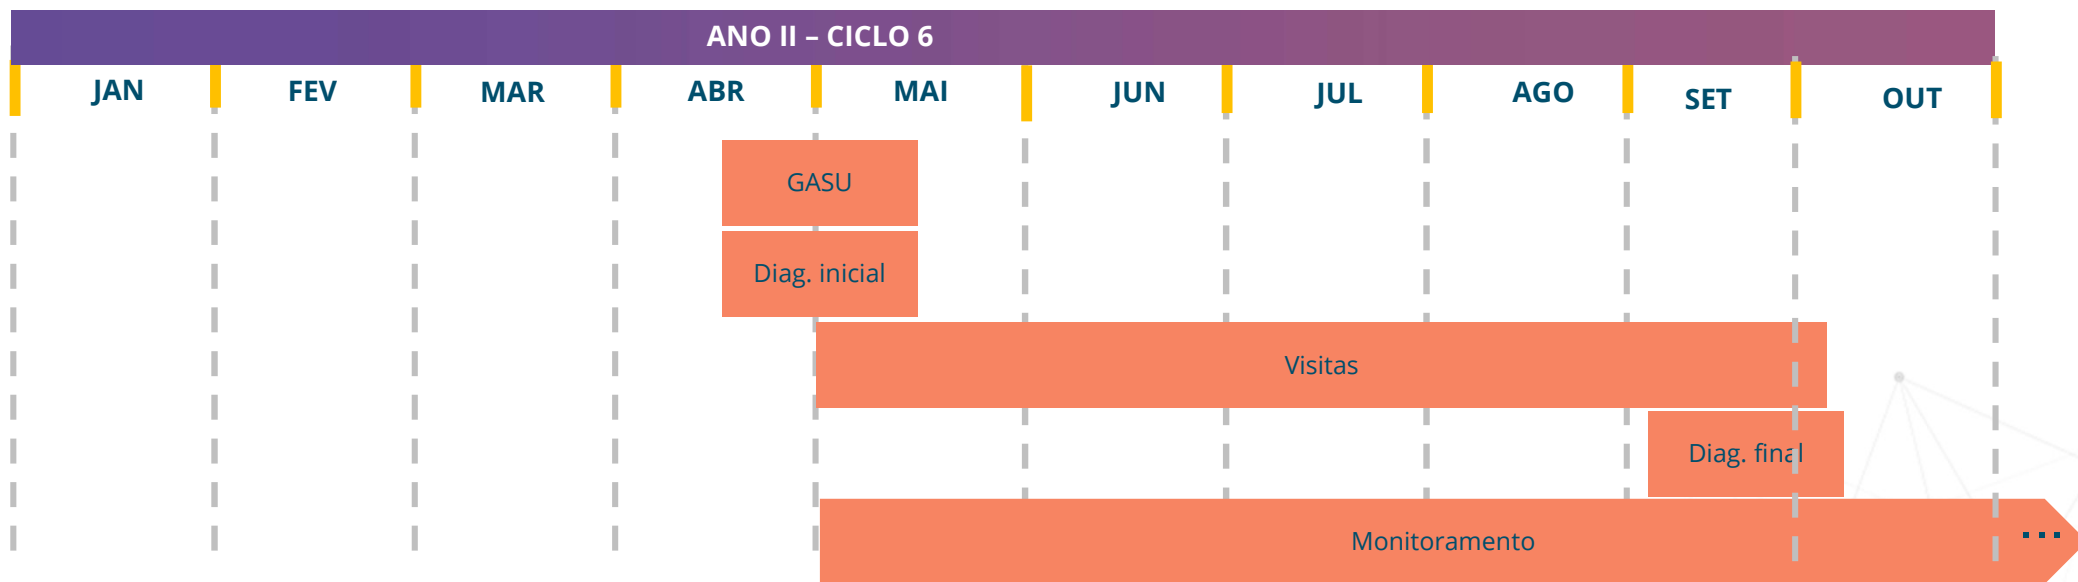 ANO II – CICLO 6
JAN FEV MAR ABR MAI JUN JUL AGO SET OUT
GASU
Diag. inicial
Visitas
Diag. final
Monitoramento
...